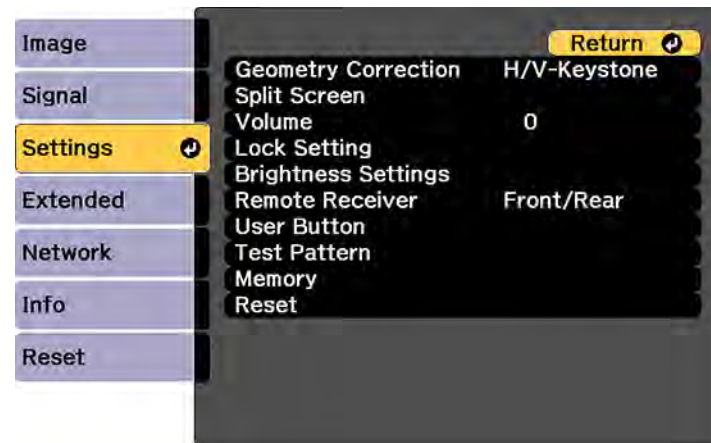 Image
Signal
Settings
Extended
Network
Info
Reset
Return
Geometry Correction H/V-Keystone
Split Screen
Volume 0
Lock Setting
Brightness Settings
Remote Receiver Front/Rear
User Button
Test Pattern
Memory
Reset